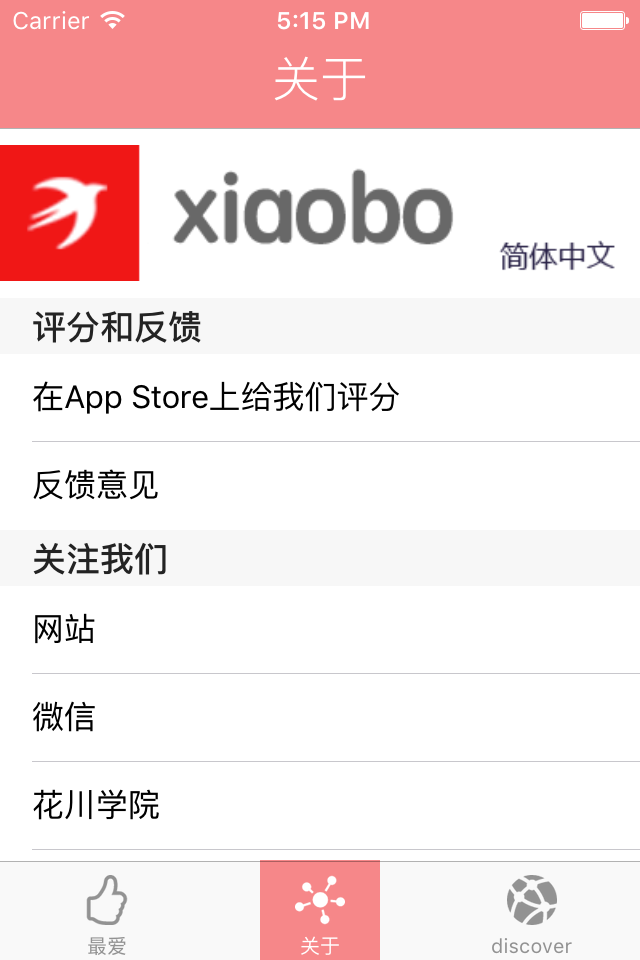 Carrier 5:15 PM
关于
xiaobo
简体中文
评分和反馈
在App Store上给我们评分
反馈意见
关注我们
网站
微信
花川学院
最爱 关于 discover